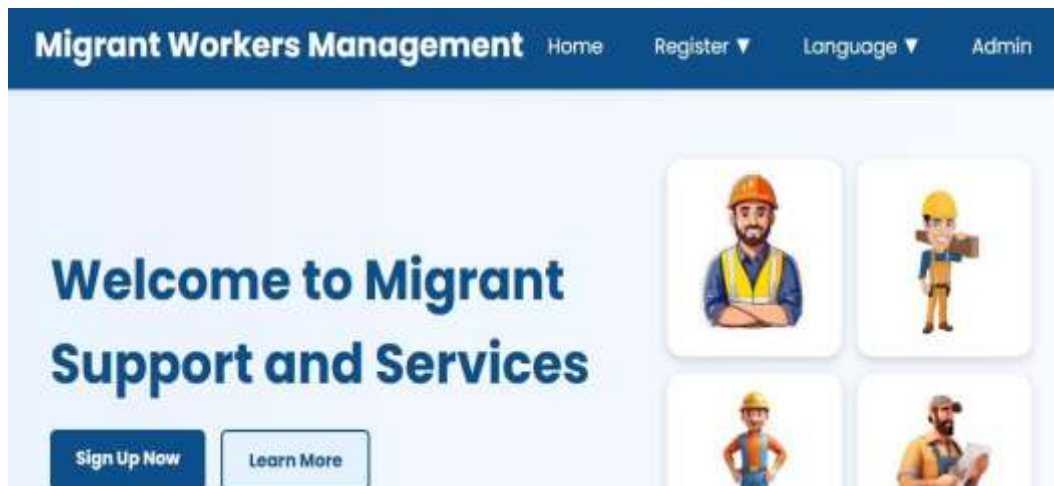 Migrant Workers Management Home Register ▼ Language ▼ Admin
Welcome to Migrant
Support and Services
Sign Up Now Learn More